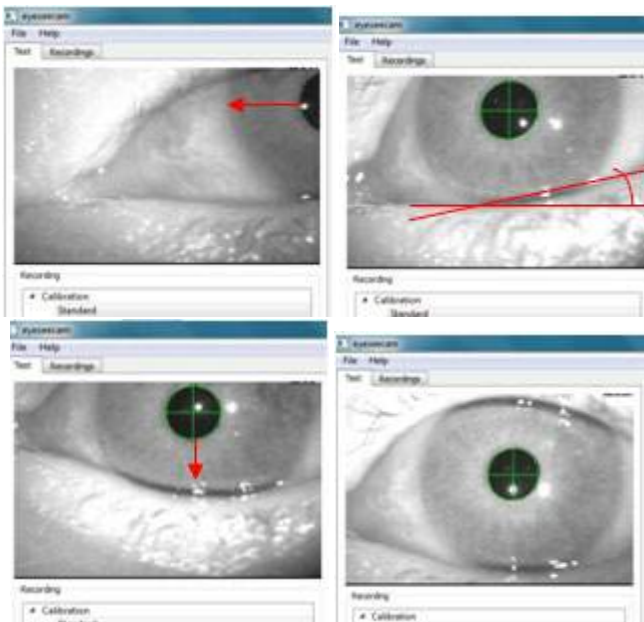 eyeseecam
File Help
Test Recordings
Recording
Calibration
Standard
eyeseecam
File Help
Test Recordings
Recording
Calibration
Standard
eyeseecam
File Help
Test Recordings
Recording
Calibration
eyeseecam
File Help
Test Recordings
Recording
Calibration